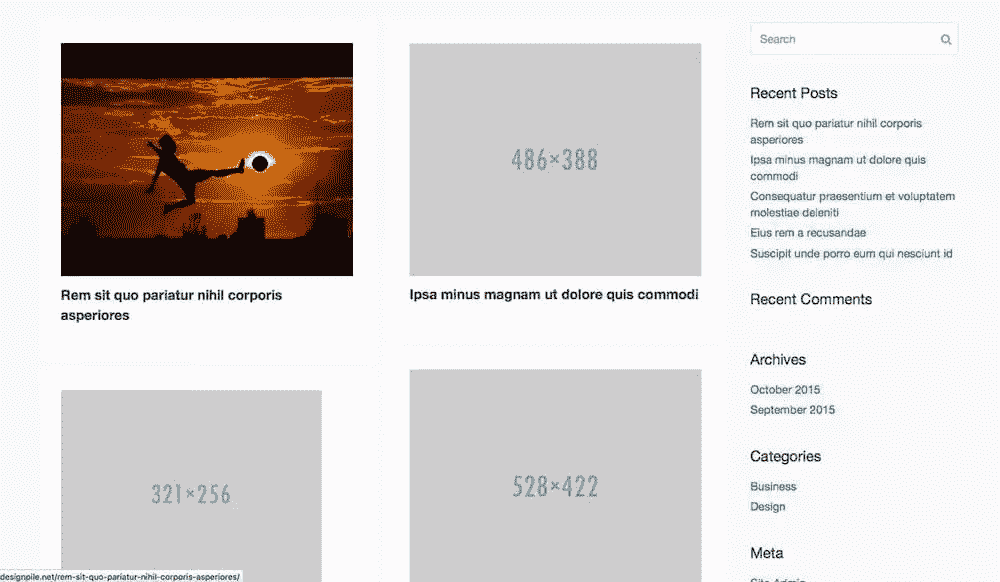 486×388
Rem sit quo pariatur nihil corporis
asperiores
Ipsa minus magnam ut dolore quis commodi
321×256
528×422
Search
Recent Posts
Rem sit quo pariatur nihil corporis
asperiores
Ipsa minus magnam ut dolore quis
commodi
Consequatur praesentium et voluptatem
molestiae deleniti
Eius rem a recusandae
Suscipit unde porro eum qui nesciunt id
Recent Comments
Archives
October 2015
September 2015
Categories
Business
Design
Meta
Site Admin
designpile.net/rem-sit-quo-pariatur-nihil-corporis-asperiores/